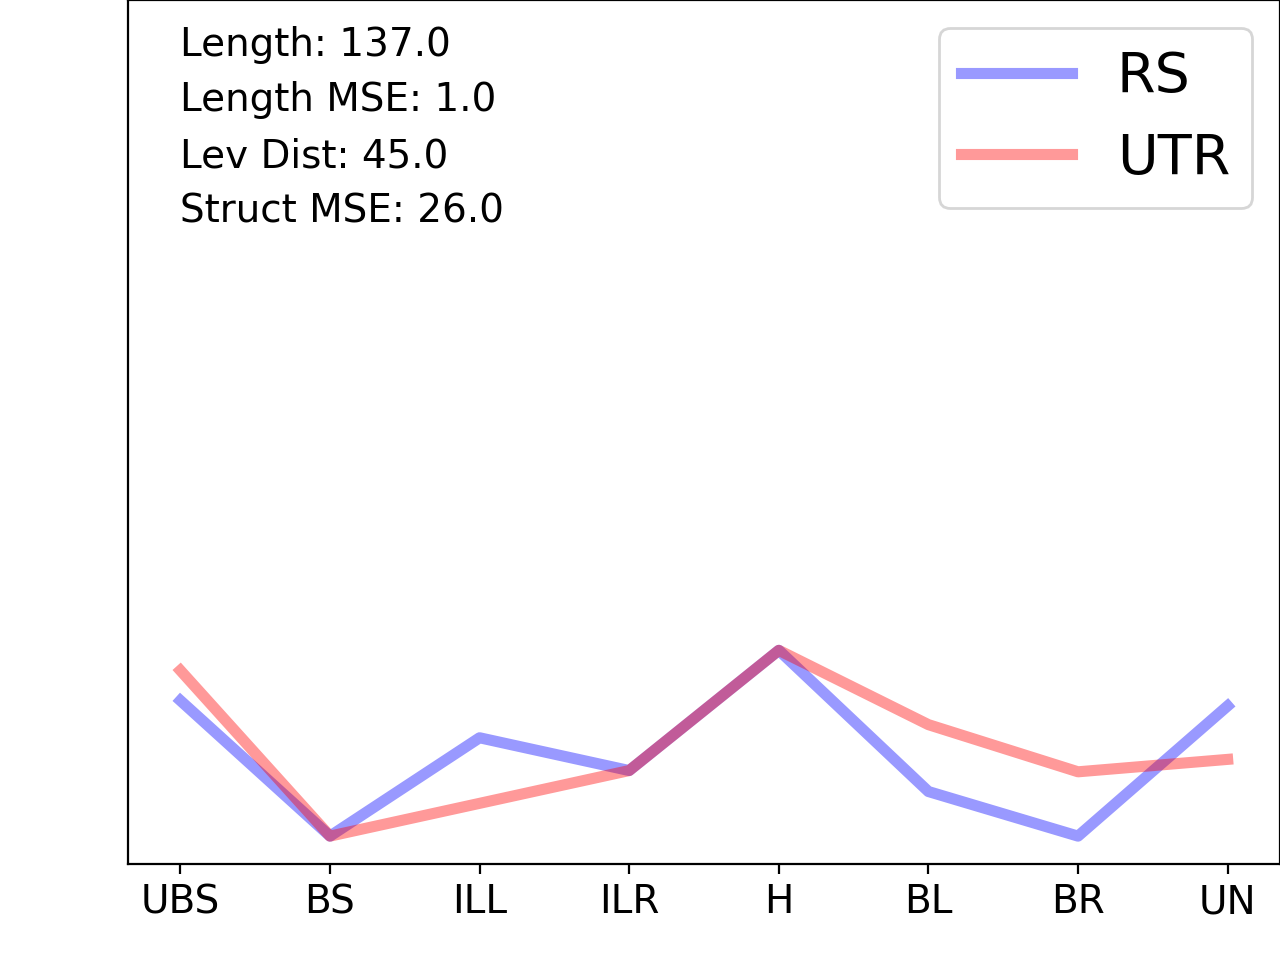 Length: 137.0
Length MSE: 1.0
Lev Dist: 45.0
Struct MSE: 26.0
RS
UTR
UBS BS ILL ILR H BL BR UN